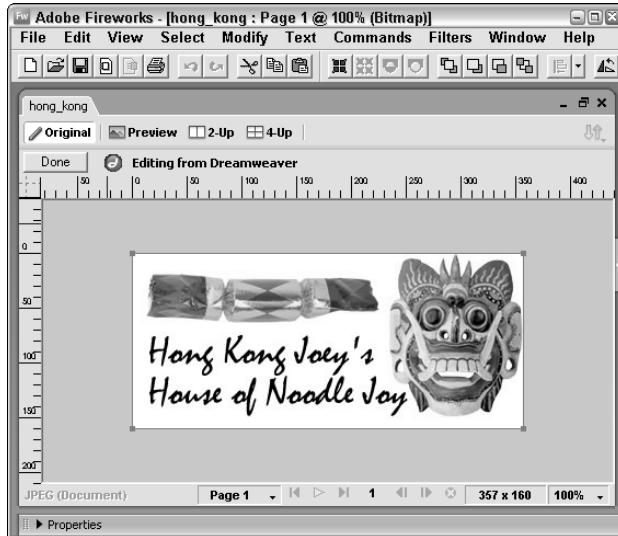 Fw Adobe Fireworks - [hong_kong : Page 1 @ 100% (Bitmap)]
File Edit View Select Modify Text Commands Filters Window Help
hong_kong
Original Preview 2-Up 4-Up
Done Editing from Dreamweaver
50 0 50 100 150 200 250 300 350 400
0
50
100
150
200
Hong Kong Joey's
House of Noodle Joy
JPEG (Document) Page 1 1 357 x 160 100%
Properties